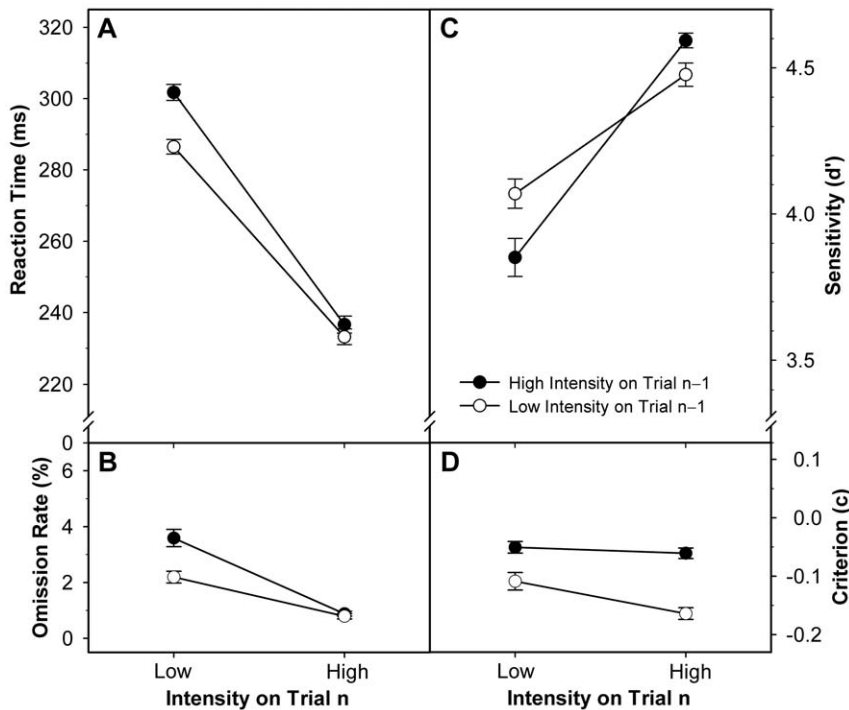 A
Reaction Time (ms)
320
300
280
260
240
220
0
B
Omission Rate (%)
6
4
2
0
Low
High
Intensity on Trial n
C
Sensitivity (d')
4.5
4.0
3.5
High Intensity on Trial n−1
Low Intensity on Trial n−1
D
Criterion (c)
0.1
0.0
-0.1
-0.2
Low
High
Intensity on Trial n